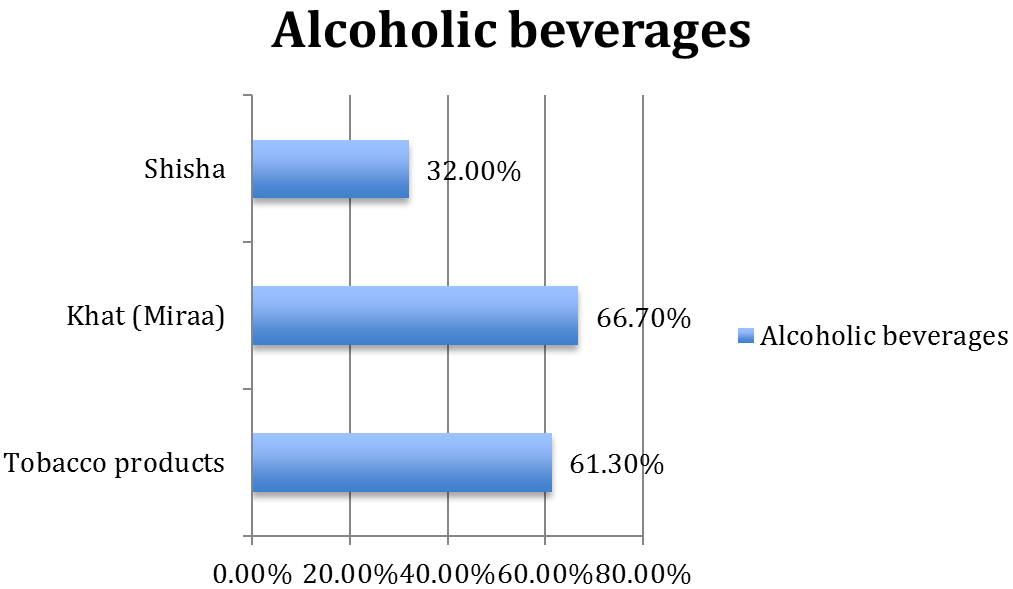 Alcoholic beverages
Shisha
32.00%
Khat (Miraa)
66.70%
Alcoholic beverages
Tobacco products
61.30%
0.00% 20.00% 40.00% 60.00% 80.00%